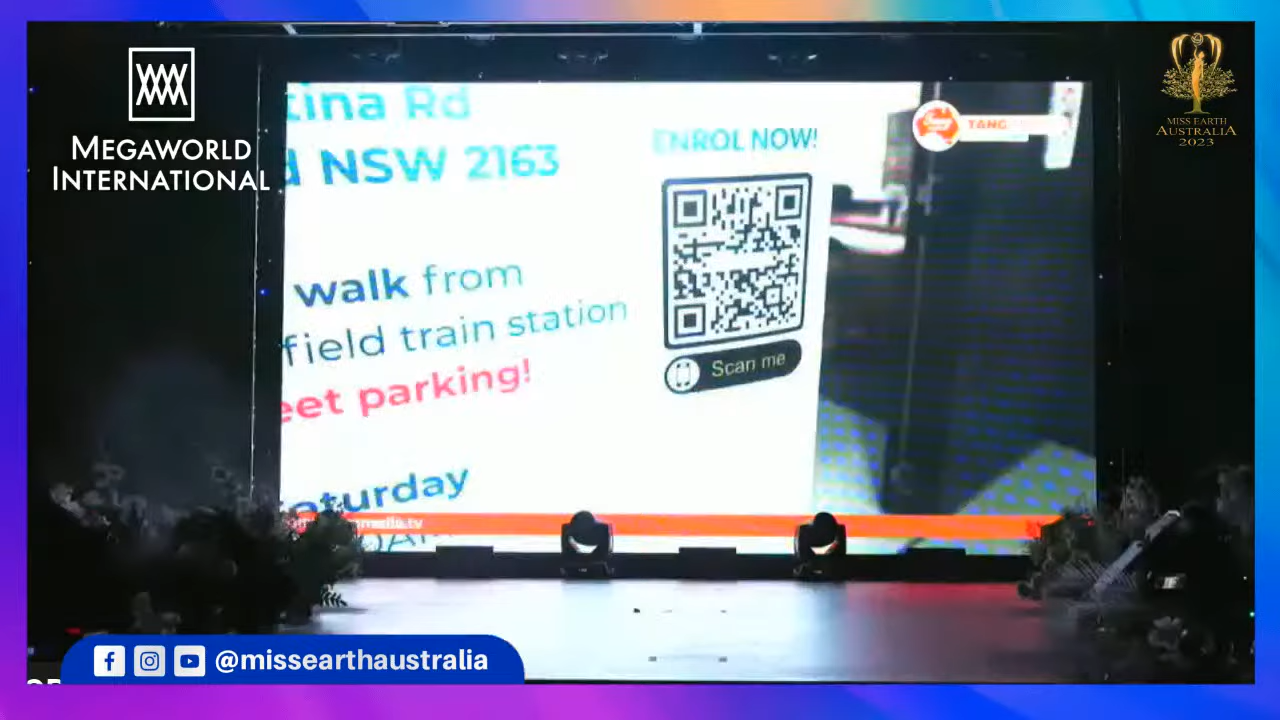 MEGAWORLD
INTERNATIONAL
MISS EARTH
AUSTRALIA
2023
tina Rd
d NSW 2163
ENROL NOW!
TANG
walk from
field train station
eet parking!
Scan me
aturday
@missearthaustralia